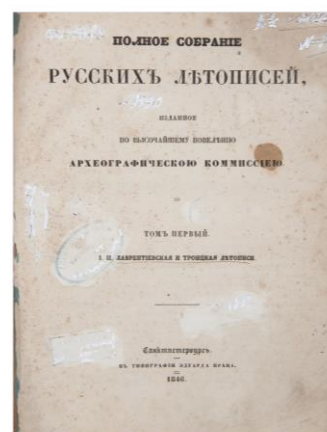 ПОЛНОЕ СОБРАНІЕ
РУССКИХЪ ЛѢТОПИСЕЙ,
ИЗДАННОЕ
ПО ВЫСОЧАЙШЕМУ ПОВЕЛѢНІЮ
АРХЕОГРАФИЧЕСКОЮ КОММИССІЕЮ
ТОМЪ ПЕРВЫЙ.
I. II. ЛАВРЕНТІЕВСКАЯ И ТРОИЦКАЯ ЛѢТОПИСИ.
Санктпетербургъ.
ВЪ ТИПОГРАФІИ ЭДУАРДА ПРАЦА.
1846.